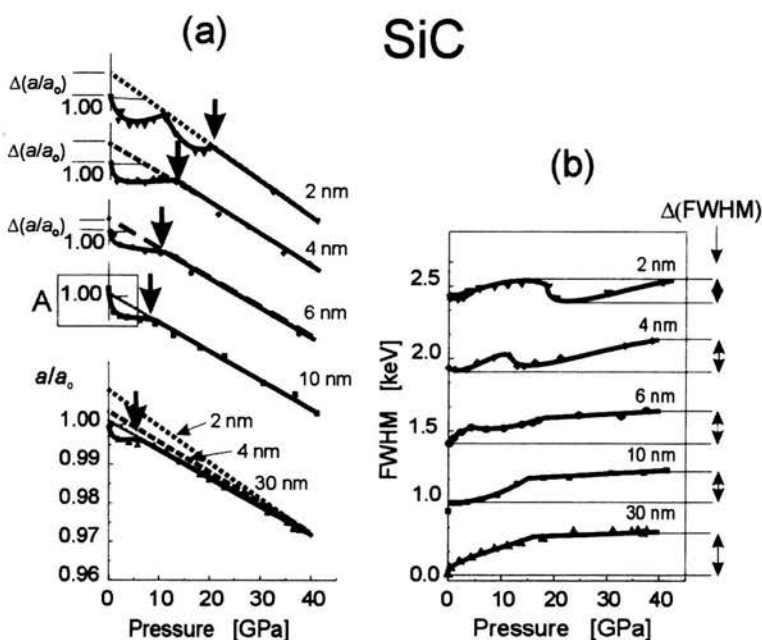 (a)
SiC
Δ(a/a₀)
1.00
2 nm
Δ(a/a₀)
1.00
4 nm
Δ(a/a₀)
1.00
6 nm
A
1.00
10 nm
a/a₀
1.00
0.99
0.98
0.97
0.96
2 nm
4 nm
30 nm
0 10 20 30 40
Pressure [GPa]
(b)
Δ(FWHM)
2.5
2.0
1.5
1.0
0.0
FWHM [keV]
2 nm
4 nm
6 nm
10 nm
30 nm
0 10 20 30 40
Pressure [GPa]